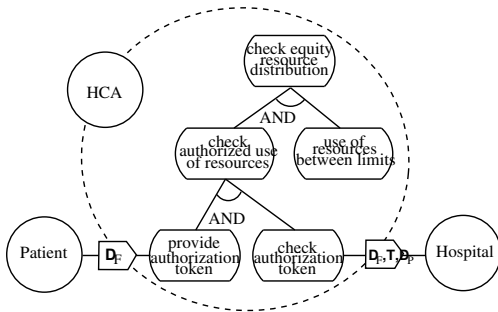 check equity
resource
distribution
HCA
AND
check
authorized use
of resources
use of
resources
between limits
AND
Patient
D_F
provide
authorization
token
check
authorization
token
D_F,T,D_P
Hospital